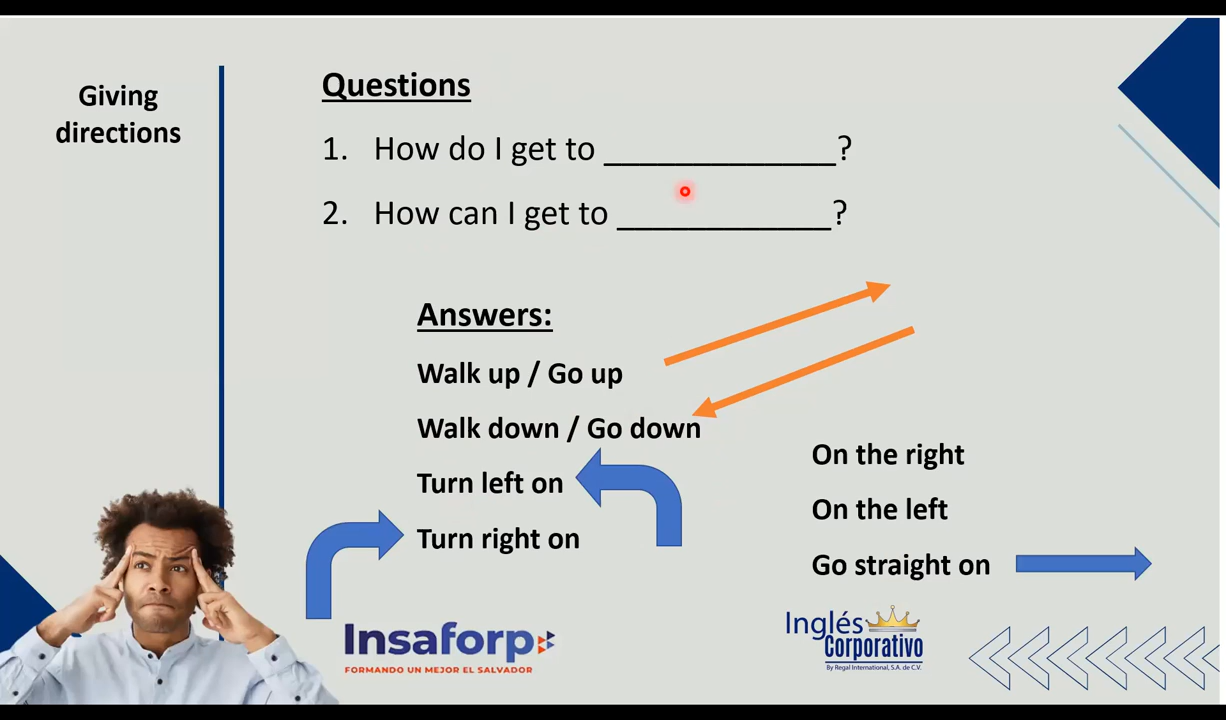 Giving
directions
Questions
1. How do I get to _____________?
2. How can I get to ____________?
Answers:
Walk up / Go up
Walk down / Go down
Turn left on
Turn right on
On the right
On the left
Go straight on
Insaforp
FORMANDO UN MEJOR EL SALVADOR
Inglés
Corporativo
By Regal International, S.A. de C.V.